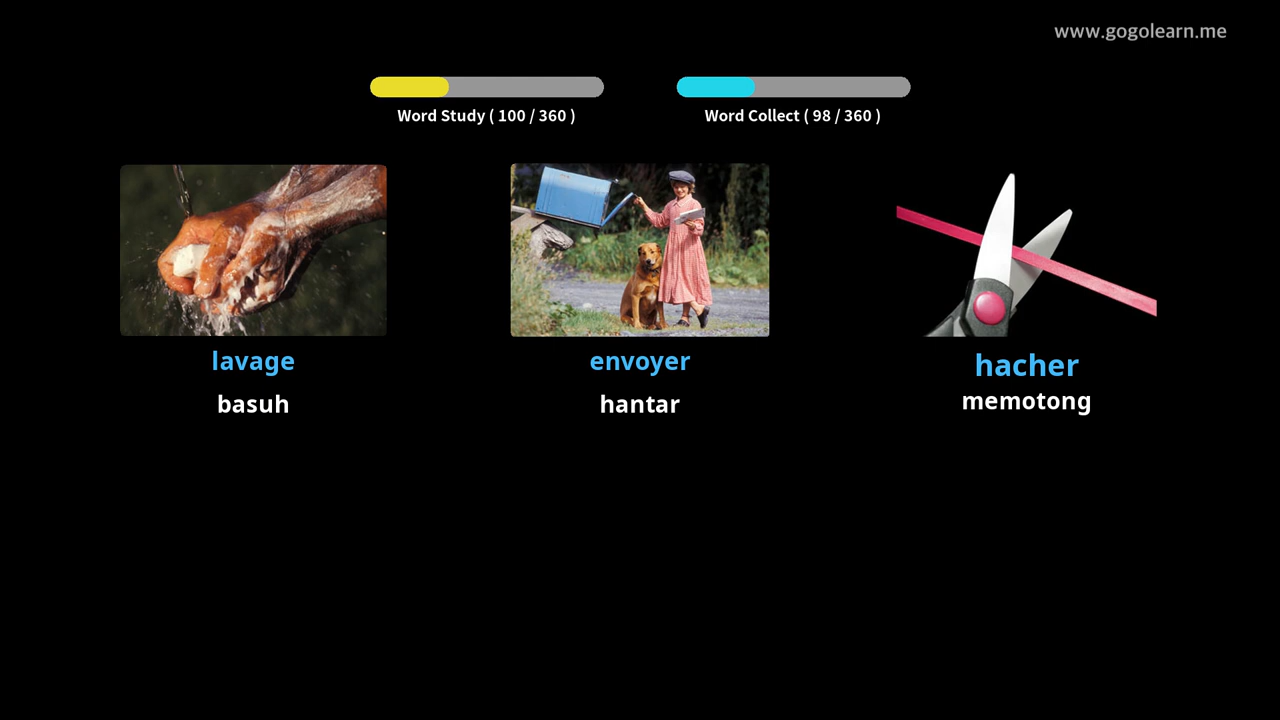 www.gogolearn.me
Word Study ( 100 / 360 )
Word Collect ( 98 / 360 )
lavage
basuh
envoyer
hantar
hacher
memotong